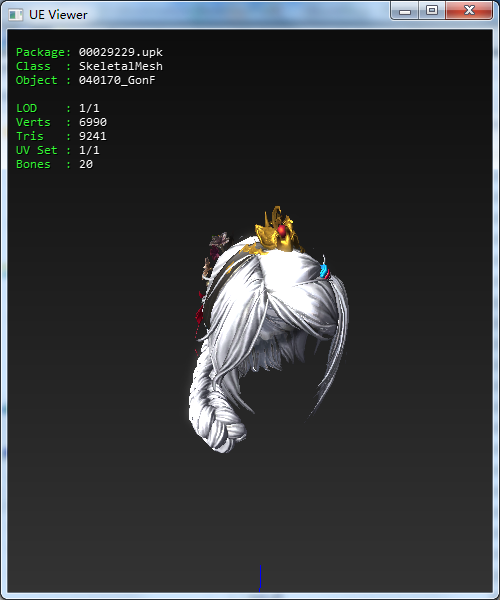 UE Viewer
Package: 00029229.upk
Class : SkeletalMesh
Object : 040170_GonF
LOD : 1/1
Verts : 6990
Tris : 9241
UV Set : 1/1
Bones : 20